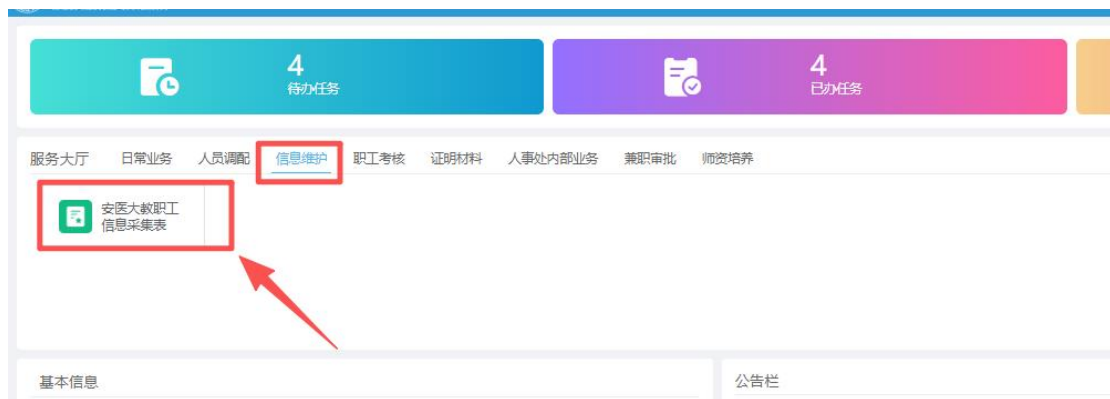 4
待办任务
4
已办任务
服务大厅 日常业务 人员调配 信息维护 职工考核 证明材料 人事处内部业务 兼职审批 师资培养
安医大教职工
信息采集表
基本信息
公告栏